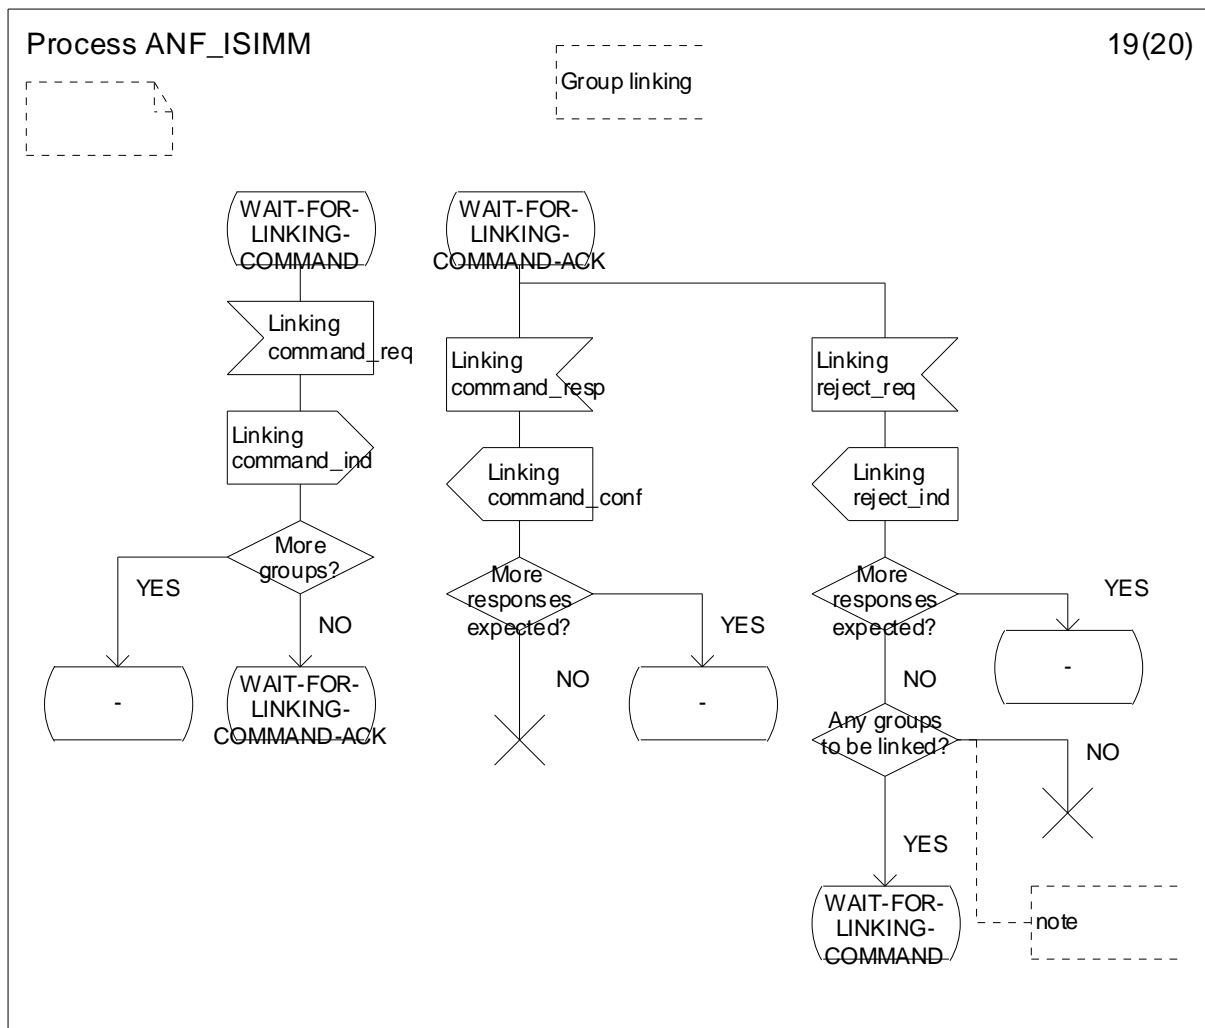 Process ANF_ISIMM
19(20)
Group linking
WAIT-FOR-
LINKING-
COMMAND
Linking
command_req
Linking
command_ind
More
groups?
YES
NO
-
WAIT-FOR-
LINKING-
COMMAND-ACK
WAIT-FOR-
LINKING-
COMMAND-ACK
Linking
command_resp
Linking
command_conf
More
responses
expected?
YES
NO
-
Linking
reject_req
Linking
reject_ind
More
responses
expected?
YES
-
NO
Any groups
to be linked?
NO
YES
WAIT-FOR-
LINKING-
COMMAND
note